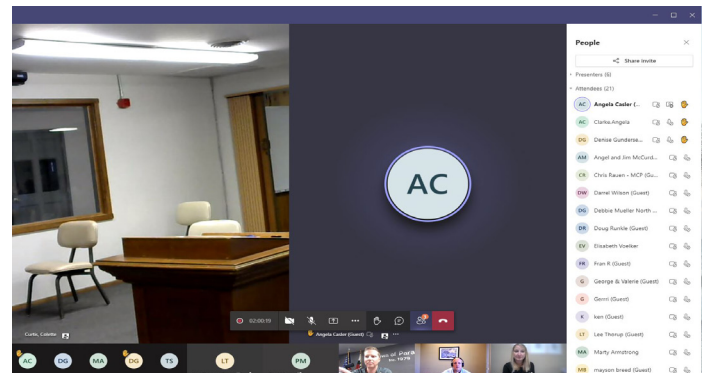 People
Share invite
Presenters (6)
Attendees (21)
AC Angela Casler (...
AC Clarke.Angela
DG Denise Gunderse...
AM Angel and Jim McCurd...
CR Chris Rauen - MCP (Gu...
DW Darrel Wilson (Guest)
DG Debbie Mueller North ...
DR Doug Runkle (Guest)
EV Elisabeth Voelker
FR Fran R (Guest)
G George & Valerie (Guest)
G Gerrri (Guest)
K ken (Guest)
LT Lee Thorup (Guest)
MA Marty Armstrong
MB mayson breed (Guest)
AC
02:00:19
Curtis, Colette
Angela Casler (Guest)
AC DG MA DG TS LT PM
of Para
1979